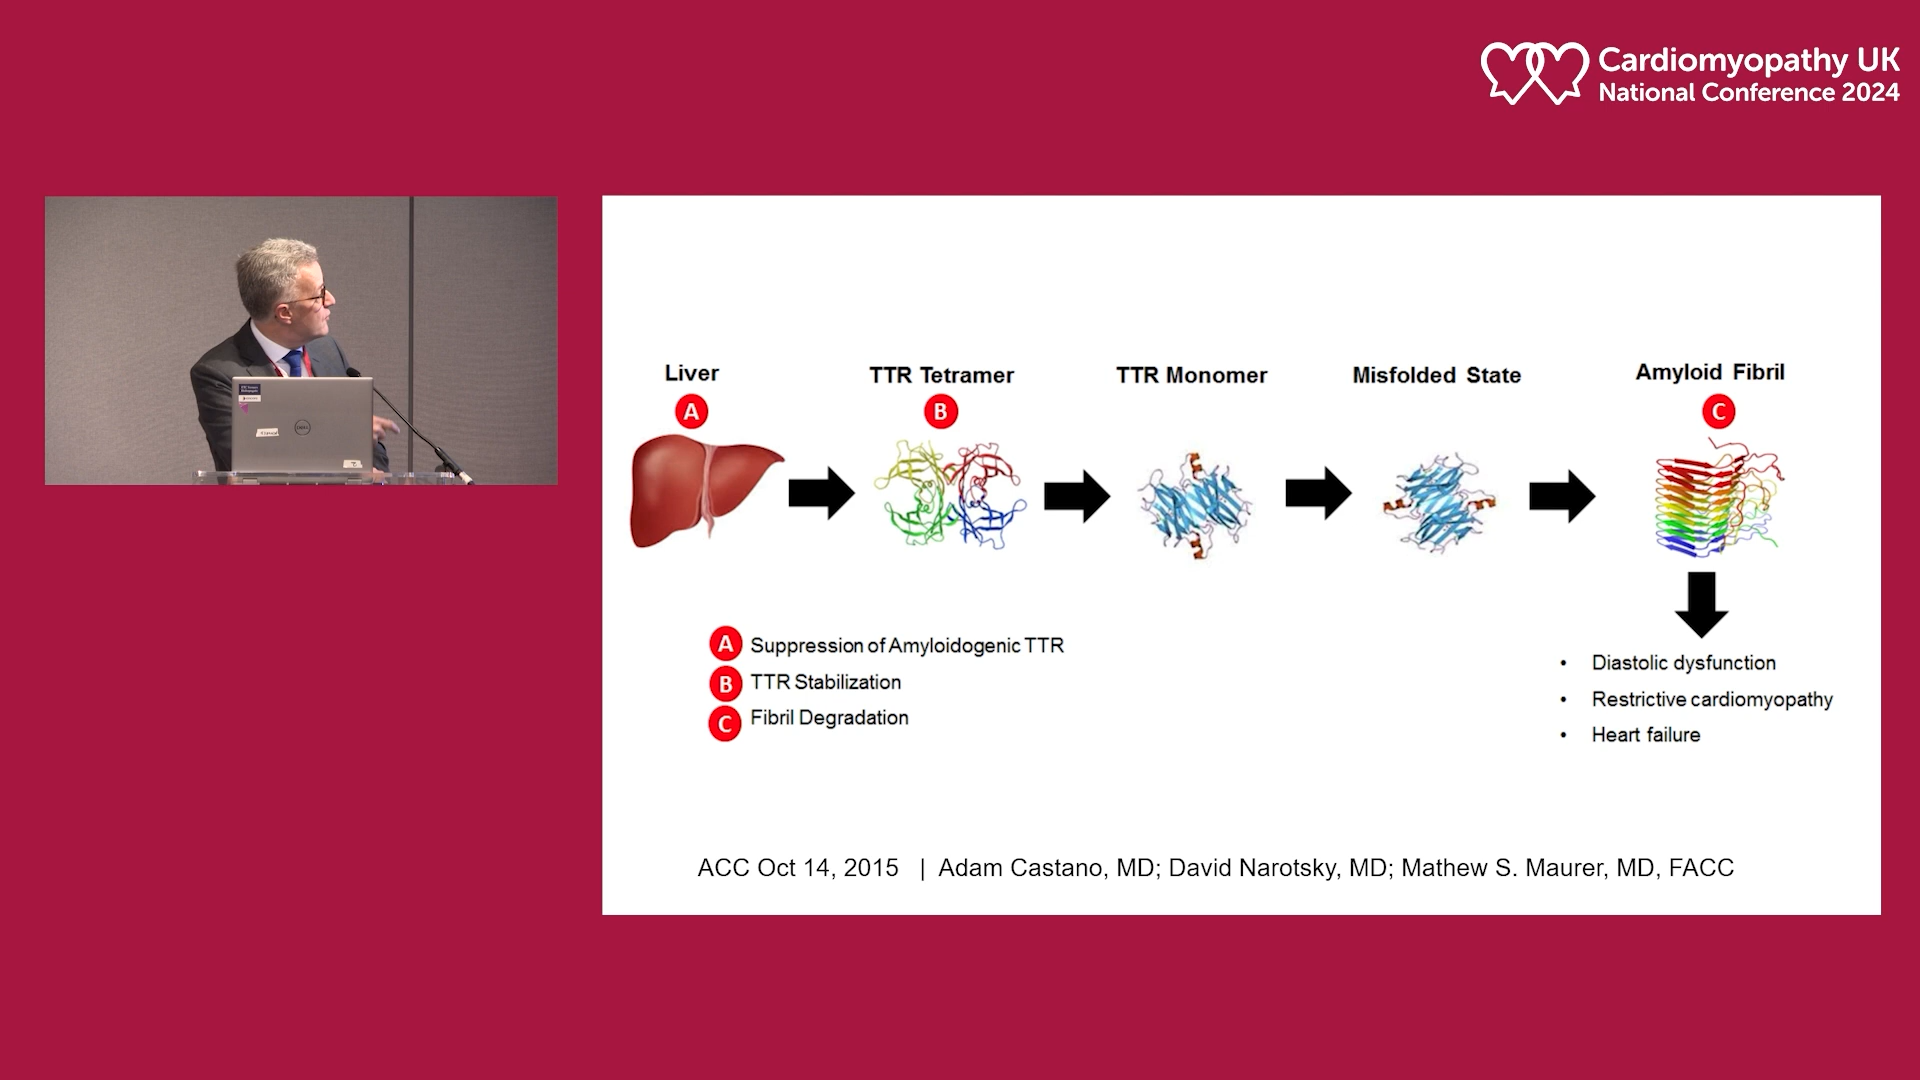 Cardiomyopathy UK
National Conference 2024
Liver
TTR Tetramer
TTR Monomer
Misfolded State
Amyloid Fibril
A
B
C
A Suppression of Amyloidogenic TTR
B TTR Stabilization
C Fibril Degradation
• Diastolic dysfunction
• Restrictive cardiomyopathy
• Heart failure
ACC Oct 14, 2015 | Adam Castano, MD; David Narotsky, MD; Mathew S. Maurer, MD, FACC
DELL